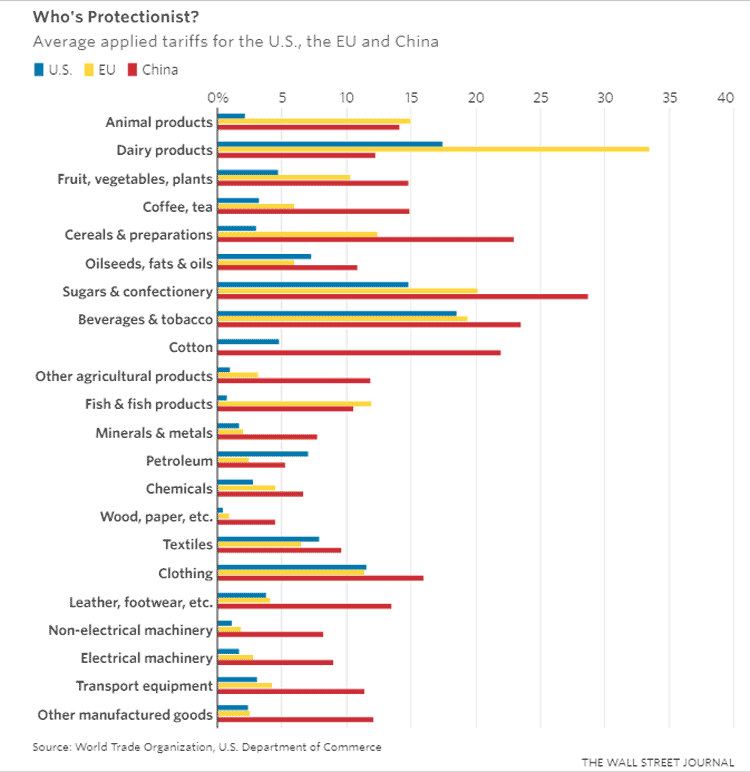 Who's Protectionist?
Average applied tariffs for the U.S., the EU and China
U.S. EU China
0% 5 10 15 20 25 30 35 40
Animal products
Dairy products
Fruit, vegetables, plants
Coffee, tea
Cereals & preparations
Oilseeds, fats & oils
Sugars & confectionery
Beverages & tobacco
Cotton
Other agricultural products
Fish & fish products
Minerals & metals
Petroleum
Chemicals
Wood, paper, etc.
Textiles
Clothing
Leather, footwear, etc.
Non-electrical machinery
Electrical machinery
Transport equipment
Other manufactured goods
Source: World Trade Organization, U.S. Department of Commerce
THE WALL STREET JOURNAL